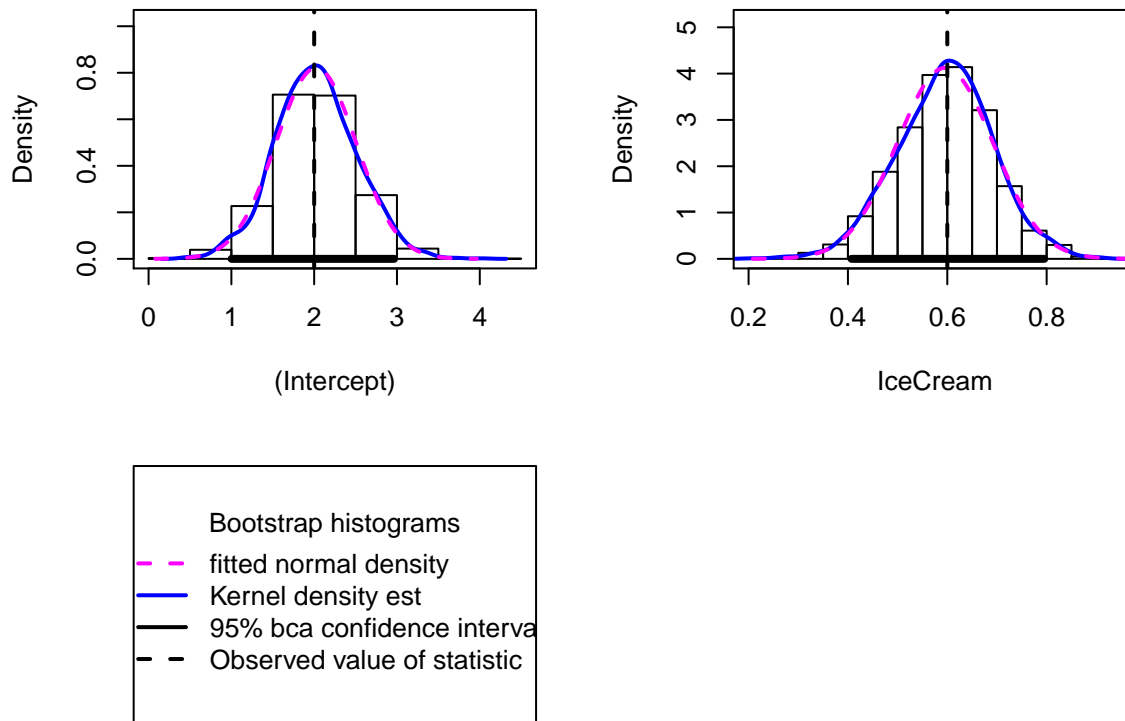 Density
0.0
0.4
0.8
0
1
2
3
4
(Intercept)
Density
0
1
2
3
4
5
0.2
0.4
0.6
0.8
IceCream
Bootstrap histograms
fitted normal density
Kernel density est
95% bca confidence interva
Observed value of statistic